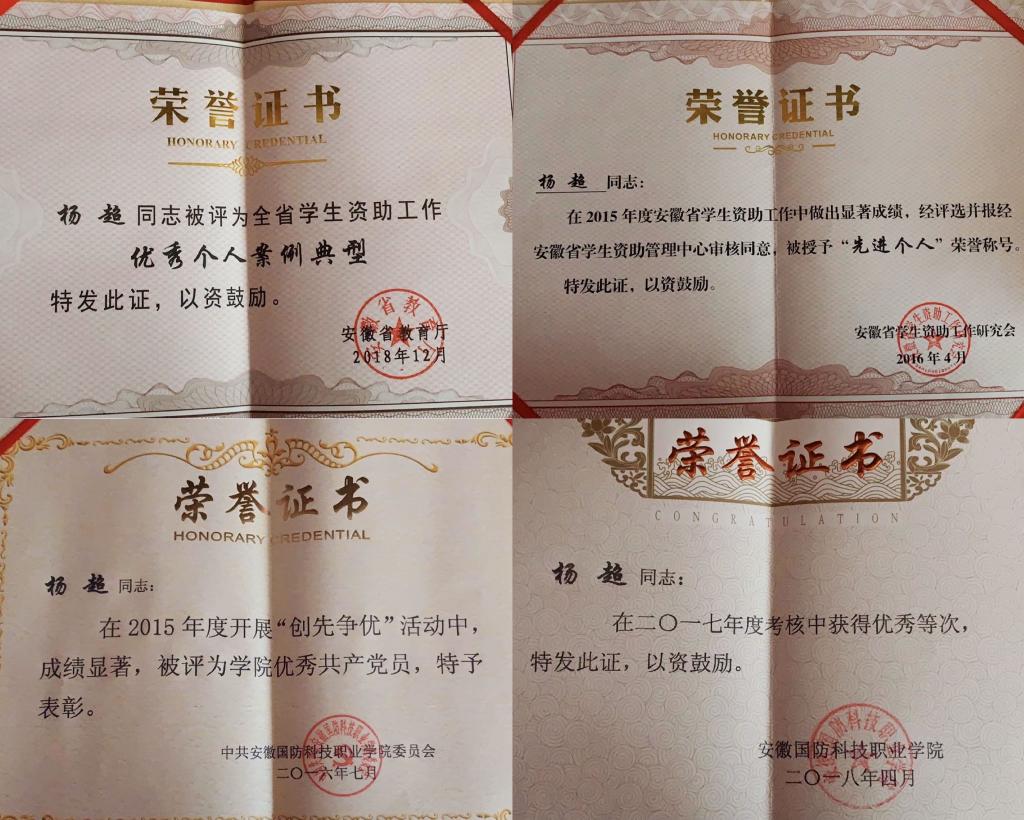 荣誉证书
HONORARY CREDENTIAL
杨 超 同志被评为全省学生资助工作
优秀个人案例典型
特发此证，以资鼓励。
安徽省教育厅
2018年12月
荣誉证书
HONORARY CREDENTIAL
杨 超 同志：
在 2015 年度安徽省学生资助工作中做出显著成绩，经评选并报经
安徽省学生资助管理中心审核同意，被授予“先进个人”荣誉称号。
特发此证，以资鼓励。
安徽省学生资助工作研究会
2016 年 4 月
荣誉证书
HONORARY CREDENTIAL
杨 超 同志：
在 2015 年度开展“创先争优”活动中，
成绩显著，被评为学院优秀共产党员，特予
表彰。
中共安徽国防科技职业学院委员会
二〇一六年七月
荣誉证书
CONGRATULATION
杨 超 同志：
在二〇一七年度考核中获得优秀等次，
特发此证，以资鼓励。
安徽国防科技职业学院
二〇一八年四月